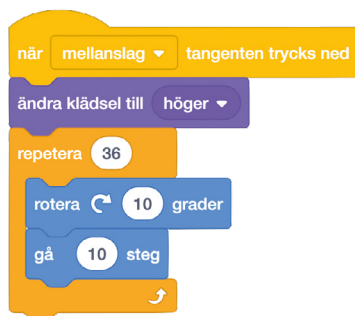 när mellanslag tangenten trycks ned
ändra klädsel till höger
repetera 36
rotera 10 grader
gå 10 steg